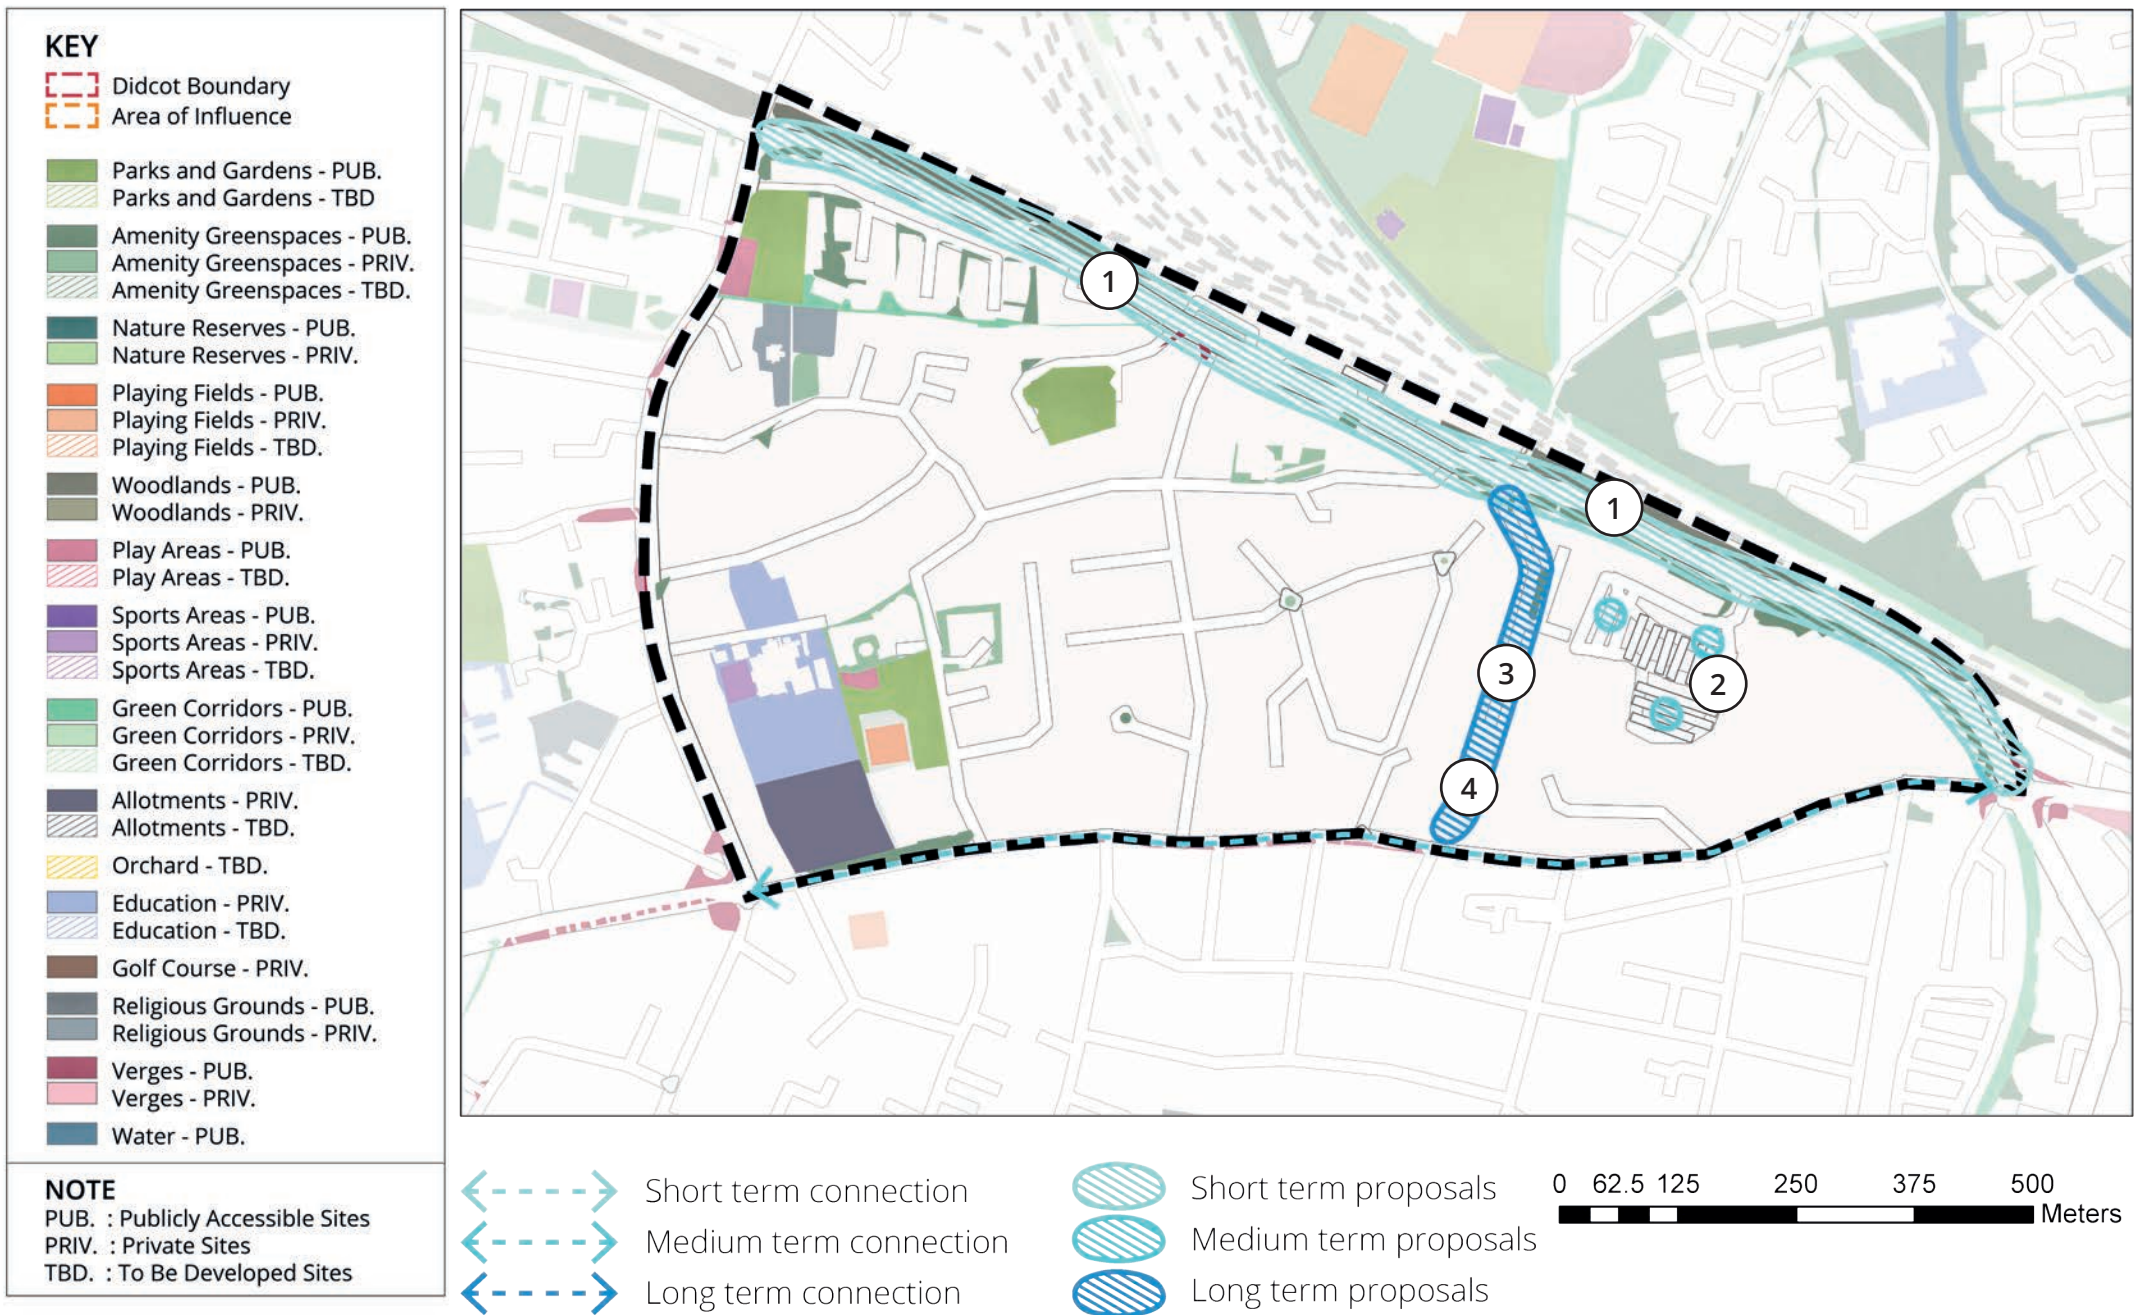 KEY
Didcot Boundary
Area of Influence
Parks and Gardens - PUB.
Parks and Gardens - TBD
Amenity Greenspaces - PUB.
Amenity Greenspaces - PRIV.
Amenity Greenspaces - TBD.
Nature Reserves - PUB.
Nature Reserves - PRIV.
Playing Fields - PUB.
Playing Fields - PRIV.
Playing Fields - TBD.
Woodlands - PUB.
Woodlands - PRIV.
Play Areas - PUB.
Play Areas - TBD.
Sports Areas - PUB.
Sports Areas - PRIV.
Sports Areas - TBD.
Green Corridors - PUB.
Green Corridors - PRIV.
Green Corridors - TBD.
Allotments - PRIV.
Allotments - TBD.
Orchard - TBD.
Education - PRIV.
Education - TBD.
Golf Course - PRIV.
Religious Grounds - PUB.
Religious Grounds - PRIV.
Verges - PUB.
Verges - PRIV.
Water - PUB.
NOTE
PUB. : Publicly Accessible Sites
PRIV. : Private Sites
TBD. : To Be Developed Sites
1
1
2
3
4
Short term connection
Medium term connection
Long term connection
Short term proposals
Medium term proposals
Long term proposals
0 62.5 125 250 375 500
Meters